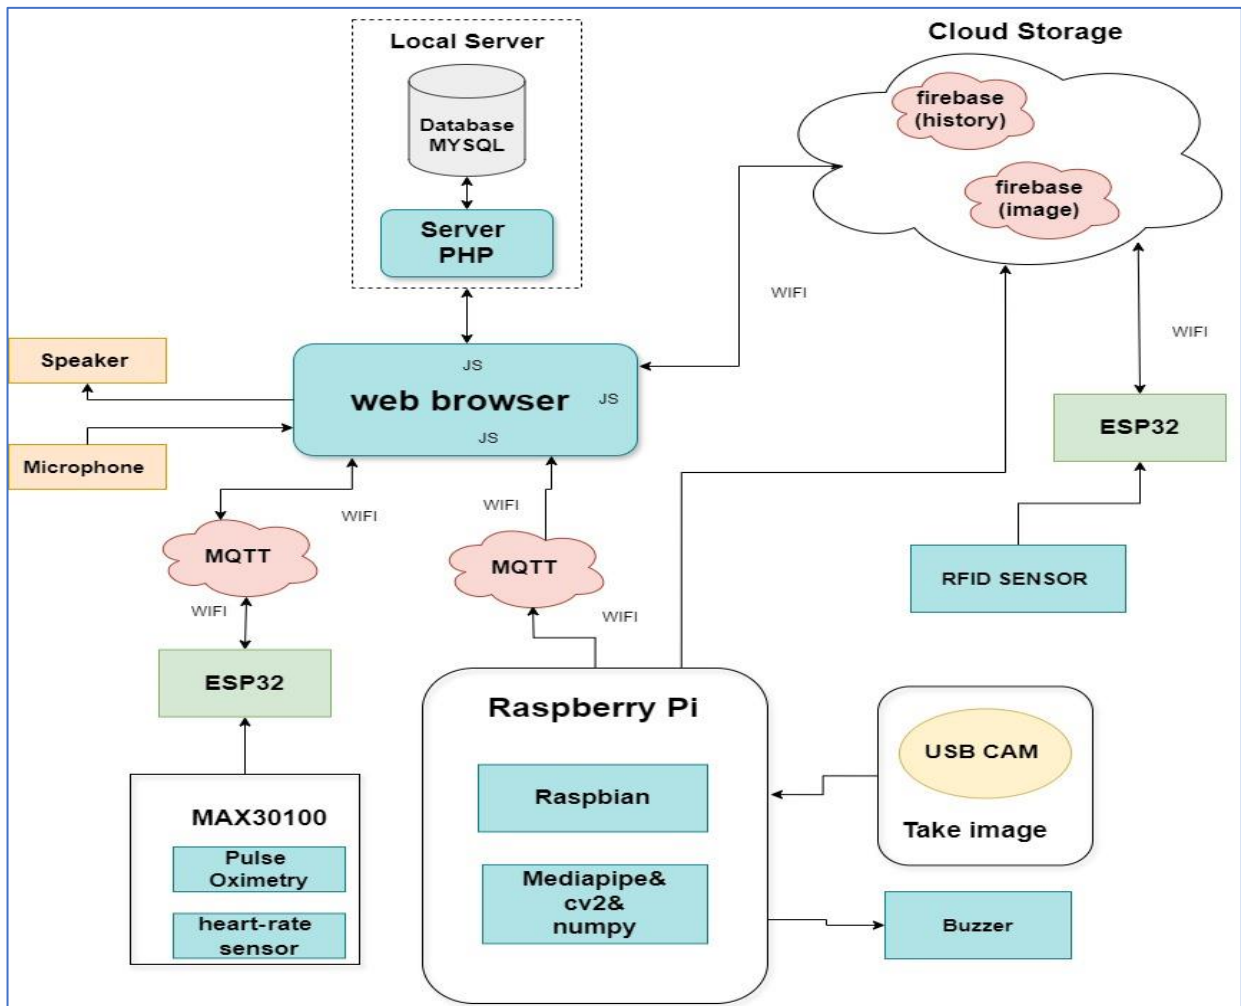 Local Server
Database
MYSQL
Server
PHP
Cloud Storage
firebase
(history)
firebase
(image)
WIFI
WIFI
Speaker
Microphone
JS
web browser
JS
JS
ESP32
RFID SENSOR
WIFI
WIFI
MQTT
MQTT
WIFI
WIFI
ESP32
MAX30100
Pulse
Oximetry
heart-rate
sensor
Raspberry Pi
Raspbian
Mediapipe&
cv2&
numpy
USB CAM
Take image
Buzzer